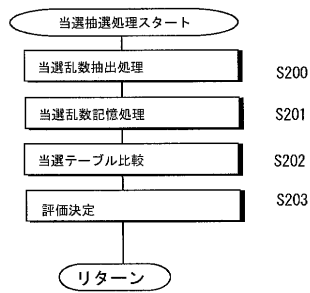 当選抽選処理スタート
当選乱数抽出処理
S200
当選乱数記憶処理
S201
当選テーブル比較
S202
評価決定
S203
リターン